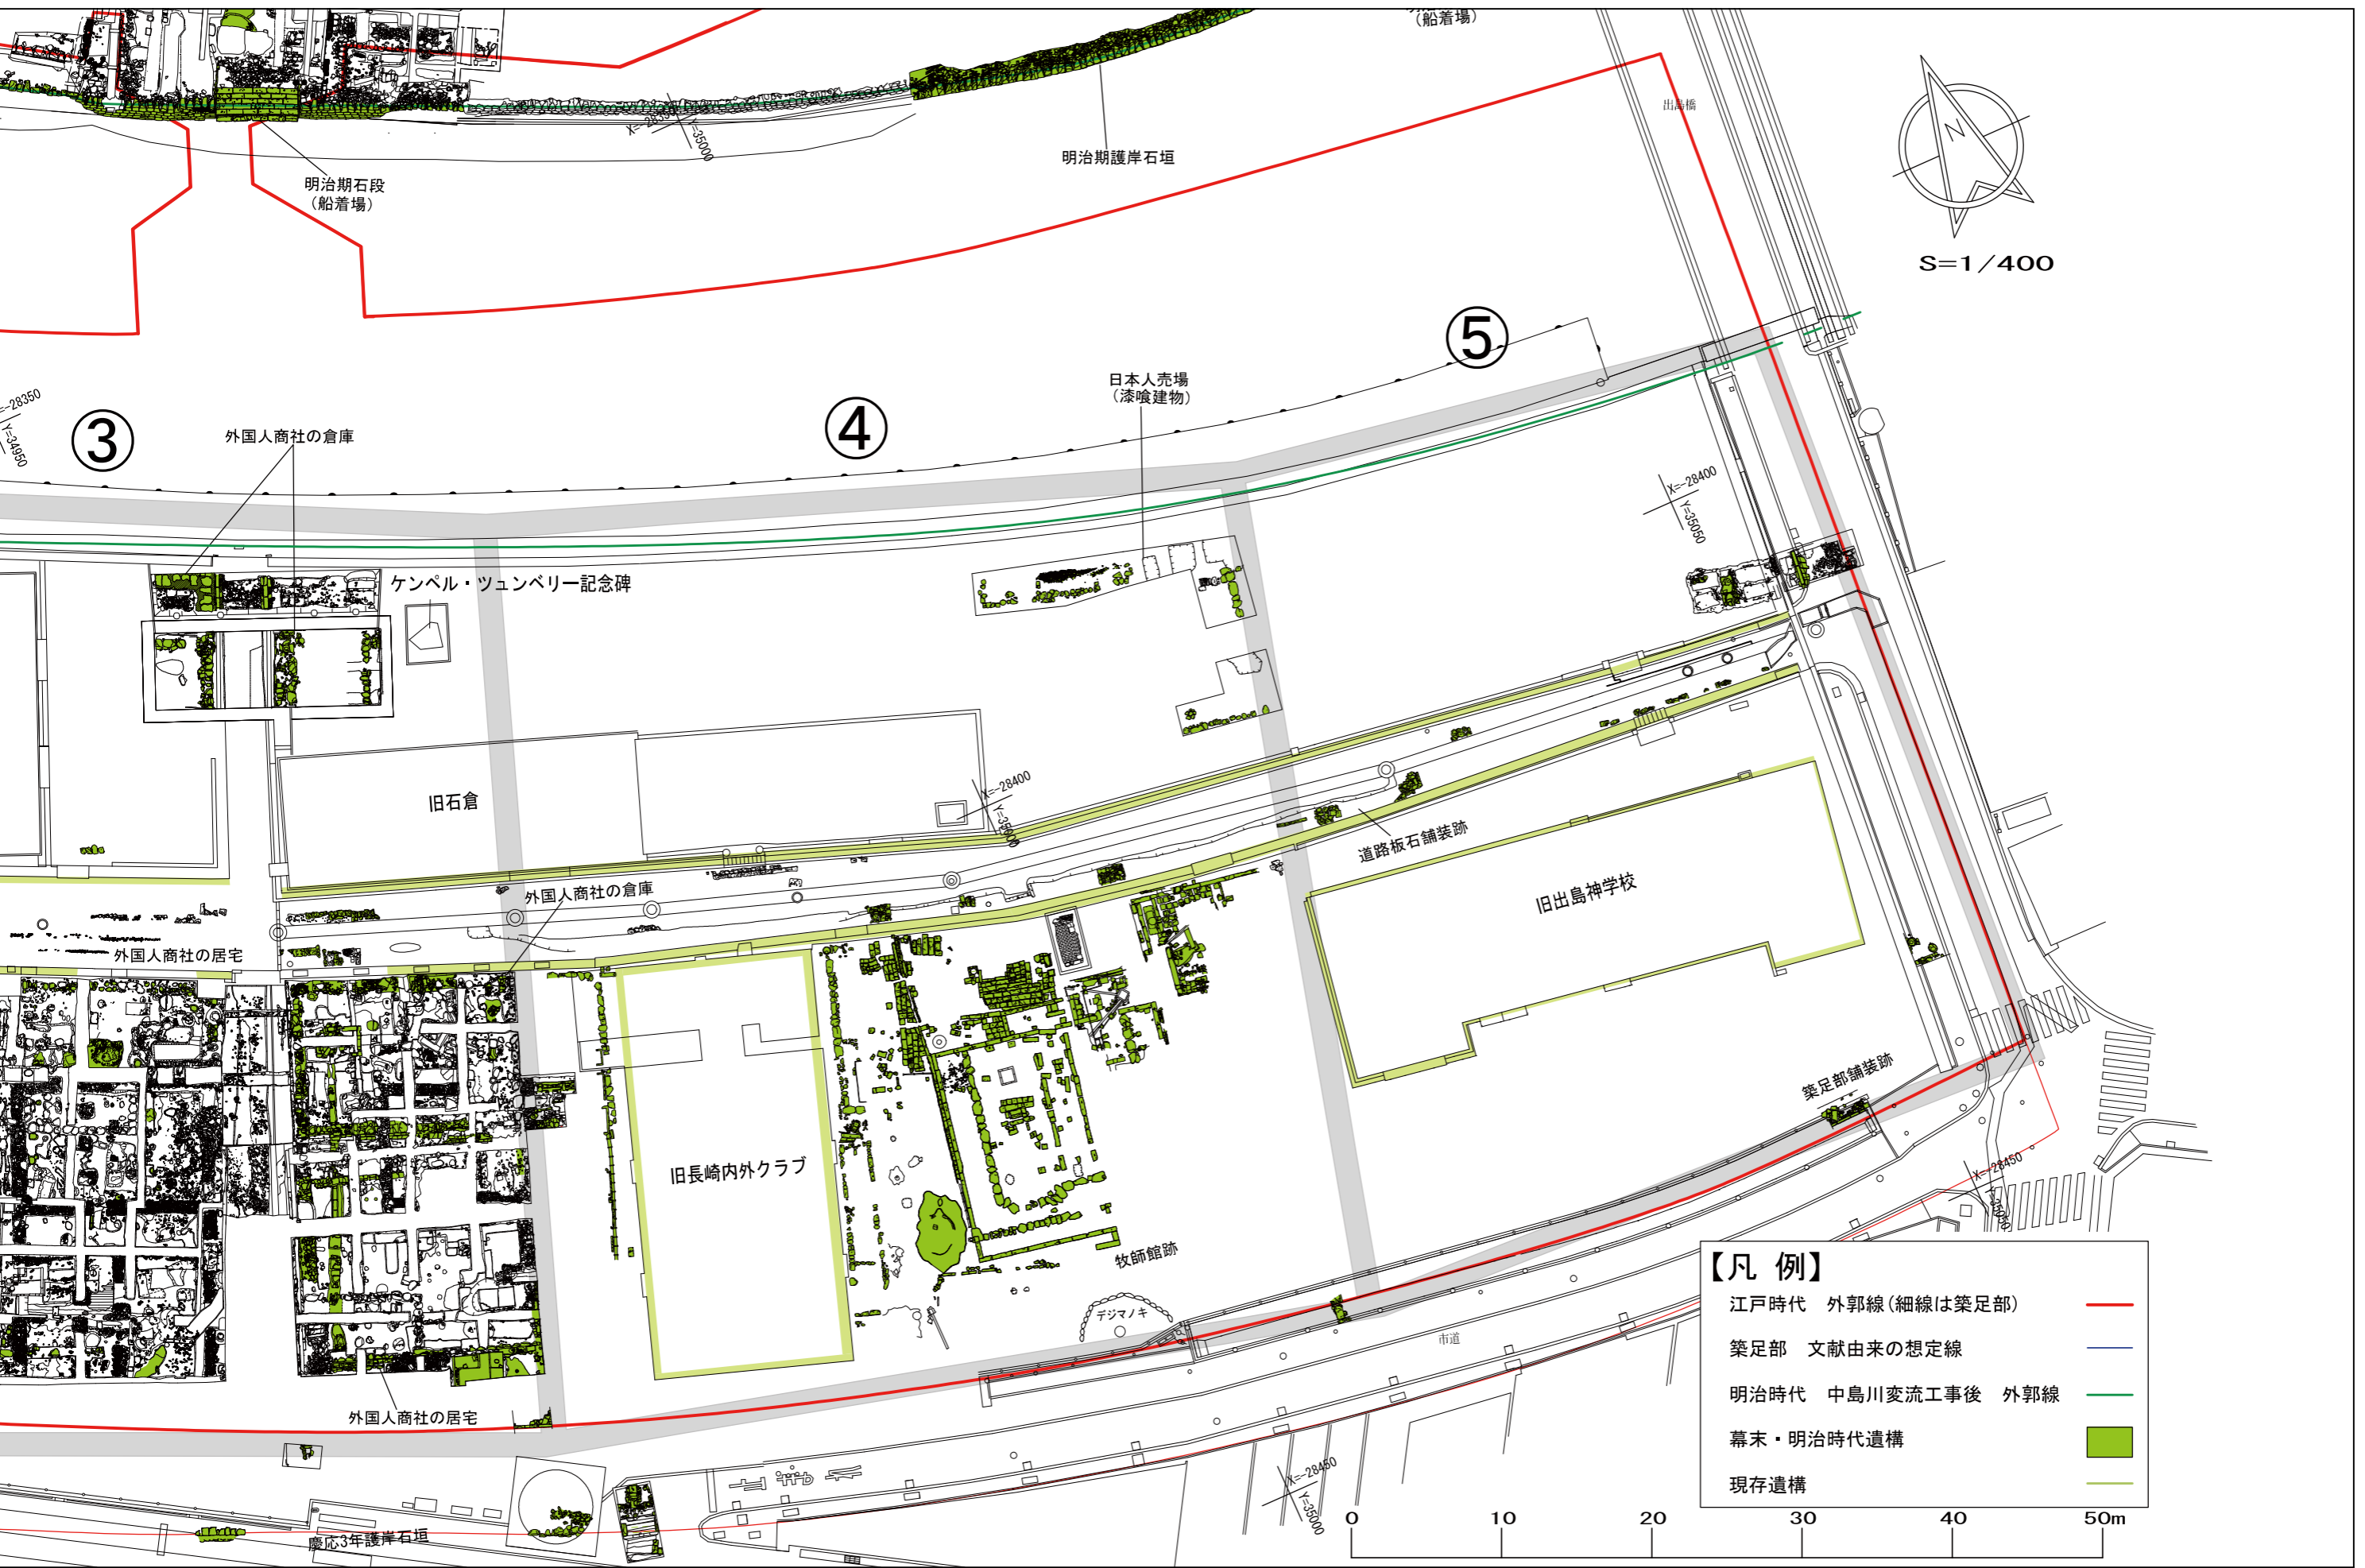 （船着場）
出島橋
N
S=1/400
X=-28350
Y=35000
明治期護岸石垣
明治期石段
（船着場）
⑤
日本人売場
（漆喰建物）
④
③
=-28350
Y=34950
外国人商社の倉庫
X=-28400
Y=35050
ケンペル・ツュンベリー記念碑
旧石倉
X=-28400
Y=35000
道路板石舗装跡
旧出島神学校
外国人商社の倉庫
外国人商社の居宅
築足部舗装跡
旧長崎内外クラブ
牧師館跡
デジマノキ
市道
X=-28450
Y=35050
外国人商社の居宅
X=-28450
Y=35000
慶応3年護岸石垣
【凡 例】
江戸時代 外郭線（細線は築足部）
築足部 文献由来の想定線
明治時代 中島川変流工事後 外郭線
幕末・明治時代遺構
現存遺構
0 10 20 30 40 50m